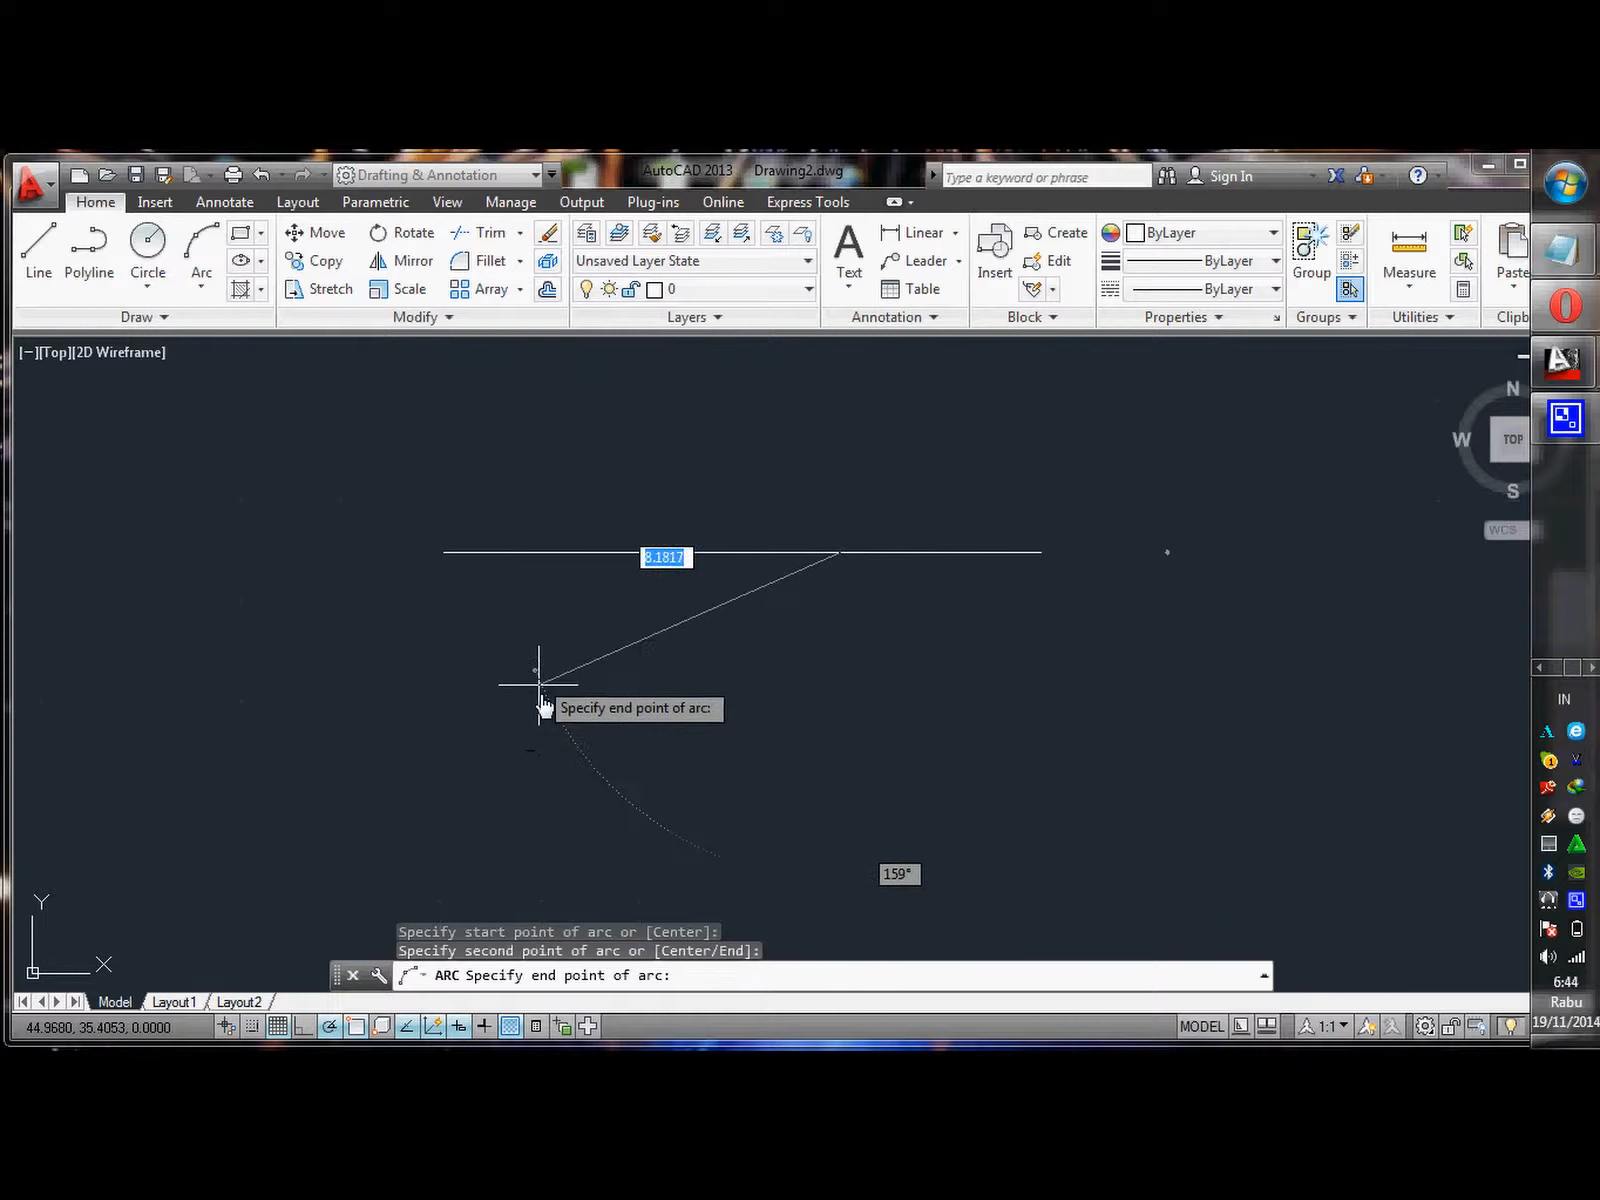 Drafting & Annotation
AutoCAD 2013 Drawing2.dwg
Type a keyword or phrase
Sign In
Home Insert Annotate Layout Parametric View Manage Output Plug-ins Online Express Tools
Line Polyline Circle Arc
Move Rotate Trim
Copy Mirror Fillet
Stretch Scale Array
Unsaved Layer State
0
Text
Linear
Leader
Table
Insert
Create
Edit
ByLayer
ByLayer
ByLayer
Group
Measure
Paste
Draw Modify Layers Annotation Block Properties Groups Utilities Clipb
[−][Top][2D Wireframe]
N
W TOP
S
WCS
8.1817
Specify end point of arc:
159°
Y
X
Specify start point of arc or [Center]:
Specify second point of arc or [Center/End]:
ARC Specify end point of arc:
Model Layout1 Layout2
44.9680, 35.4053, 0.0000
MODEL
1:1
IN
6:44
Rabu
19/11/2014